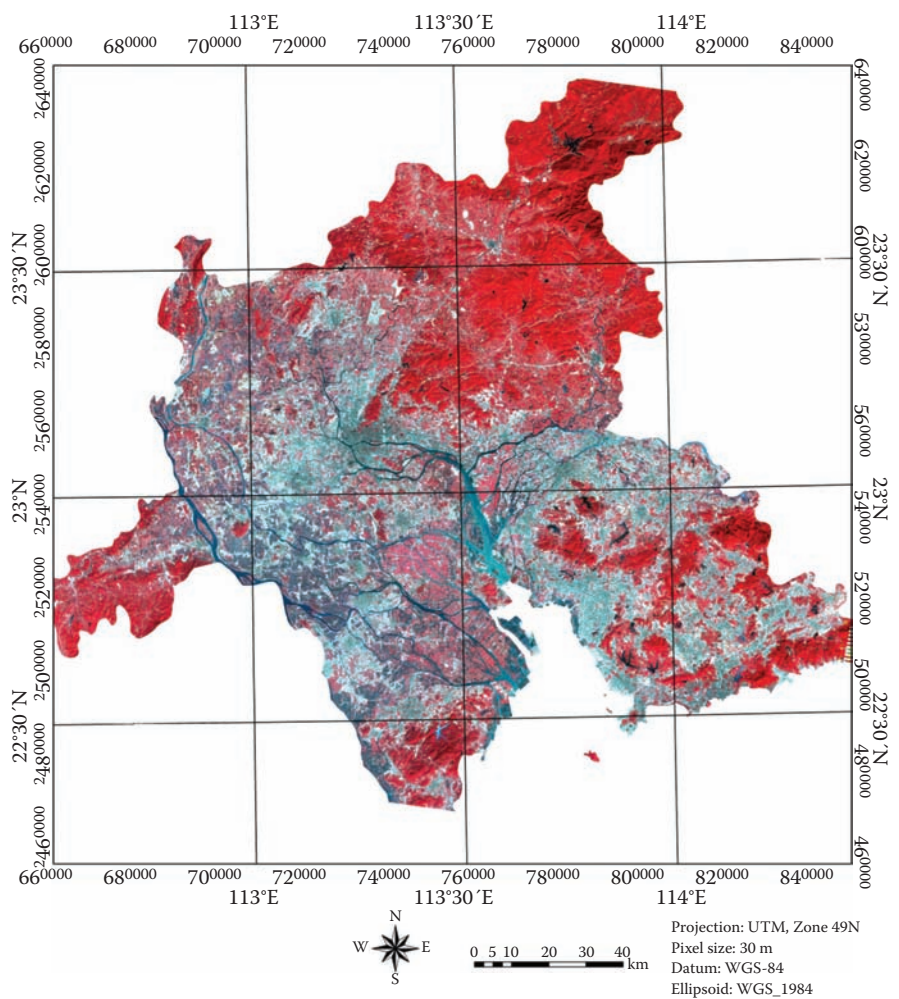 113°E 113°30´E 114°E
660000 680000 700000 720000 740000 760000 780000 800000 820000 840000
2640000
2620000
2600000
23°30´N
2580000
2560000
23°N
2540000
2520000
2500000
22°30´N
2480000
2460000
640000
620000
600000
23°30´N
530000
560000
23°N
540000
520000
500000
22°30´N
480000
460000
660000 680000 700000 720000 740000 760000 780000 800000 820000 840000
113°E 113°30´E 114°E
N
W E
S
0 5 10 20 30 40
km
Projection: UTM, Zone 49N
Pixel size: 30 m
Datum: WGS-84
Ellipsoid: WGS_1984